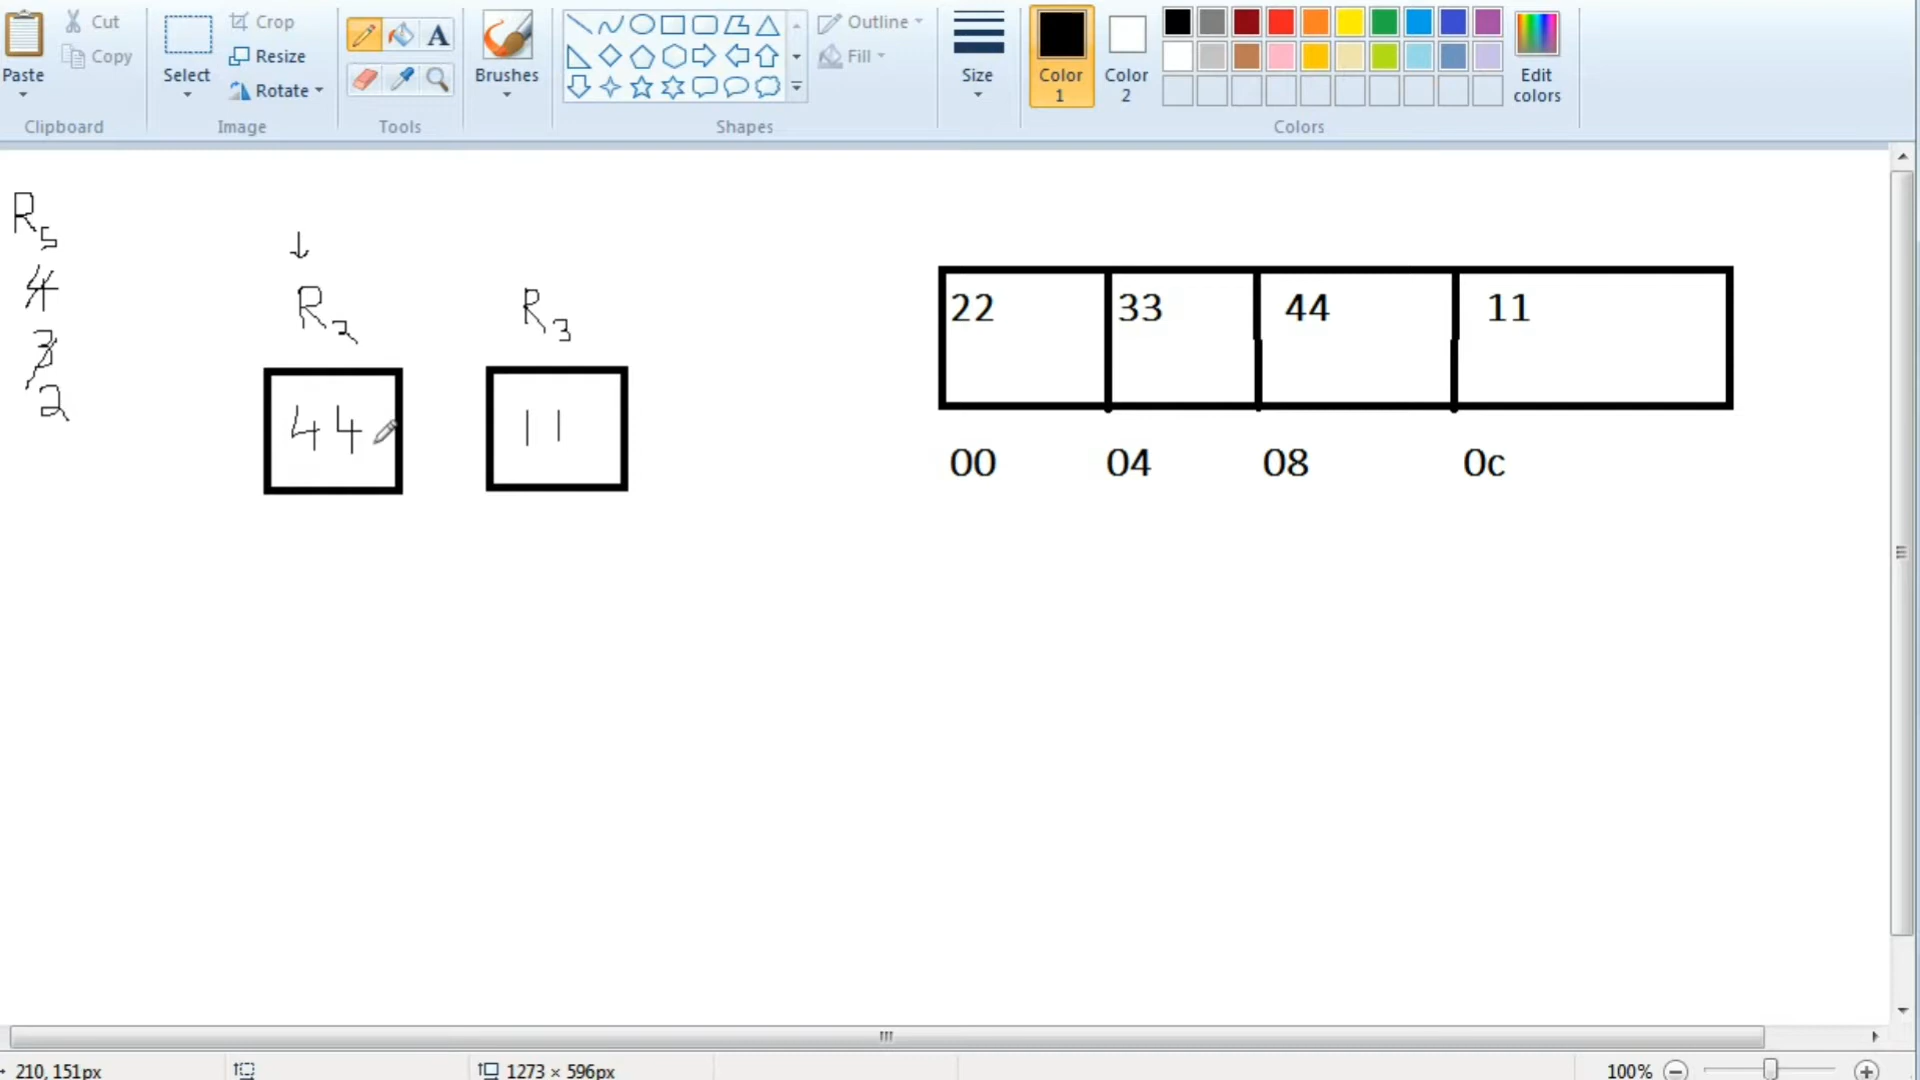 Paste
Cut
Copy
Clipboard
Select
Crop
Resize
Rotate
Image
A
Tools
Brushes
Shapes
Outline
Fill
Size
Color
1
Color
2
Edit
colors
Colors
R5
4
3
2
↓
R2
R3
44
11
22 33 44 11
00 04 08 0c
210, 151px
1273 × 596px
100%